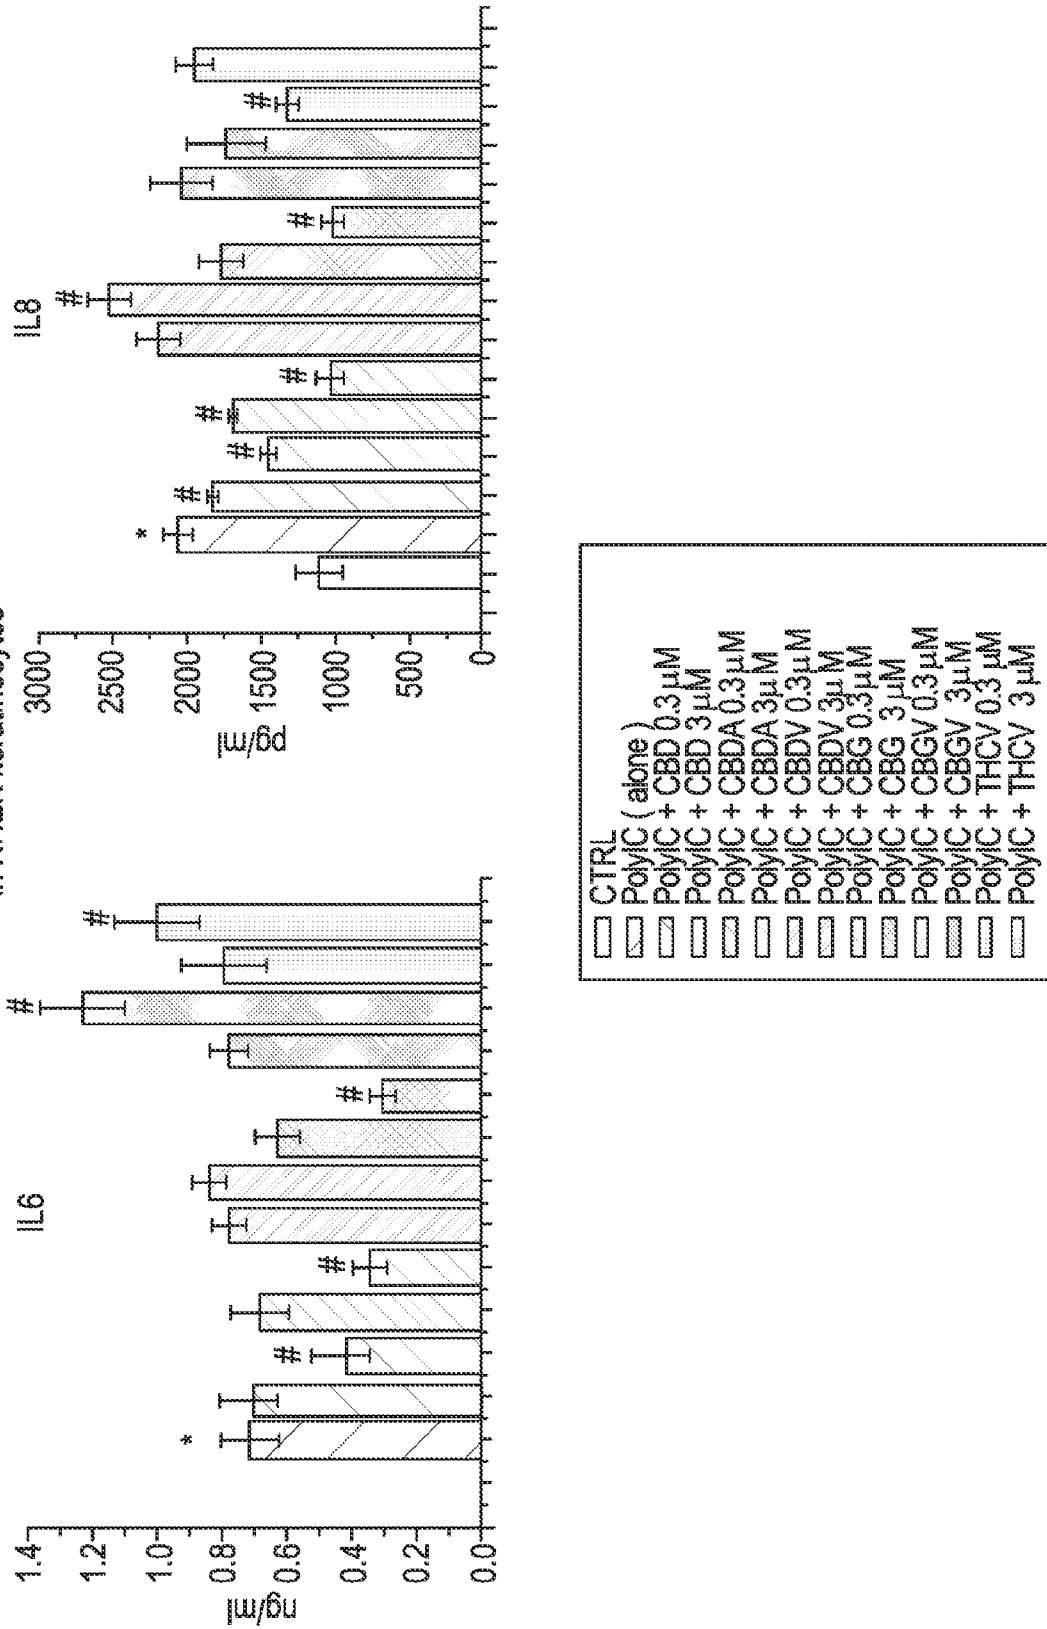 IL6
ng/ml
1.4
1.2
1.0
0.8
0.6
0.4
0.2
0.0
*
#
#
#
#
#
IL8
pg/ml
3000
2500
2000
1500
1000
500
0
*
#
#
#
#
#
#
#
CTRL
PolyIC ( alone )
PolyIC + CBD 0.3 µM
PolyIC + CBD 3 µM
PolyIC + CBDA 0.3 µM
PolyIC + CBDA 3µM
PolyIC + CBDV 0.3µM
PolyIC + CBDV 3µM
PolyIC + CBG 0.3µM
PolyIC + CBG 3 µM
PolyIC + CBGV 0.3µM
PolyIC + CBGV 3µM
PolyIC + THCV 0.3 µM
PolyIC + THCV 3 µM